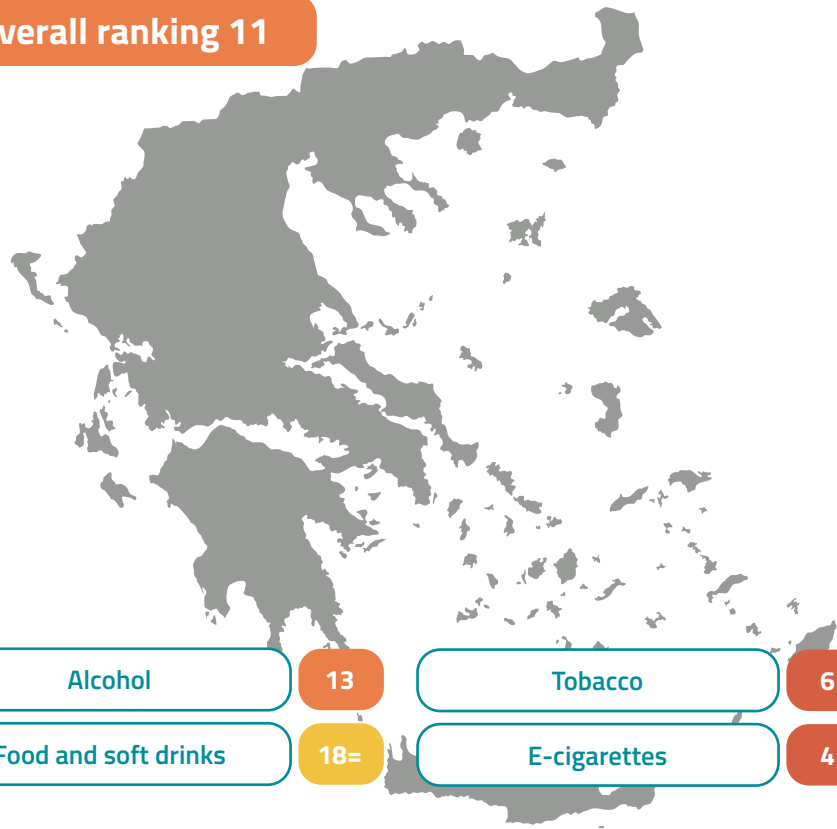 verall ranking 11
Alcohol 13 Tobacco 6
Food and soft drinks 18= E-cigarettes 4